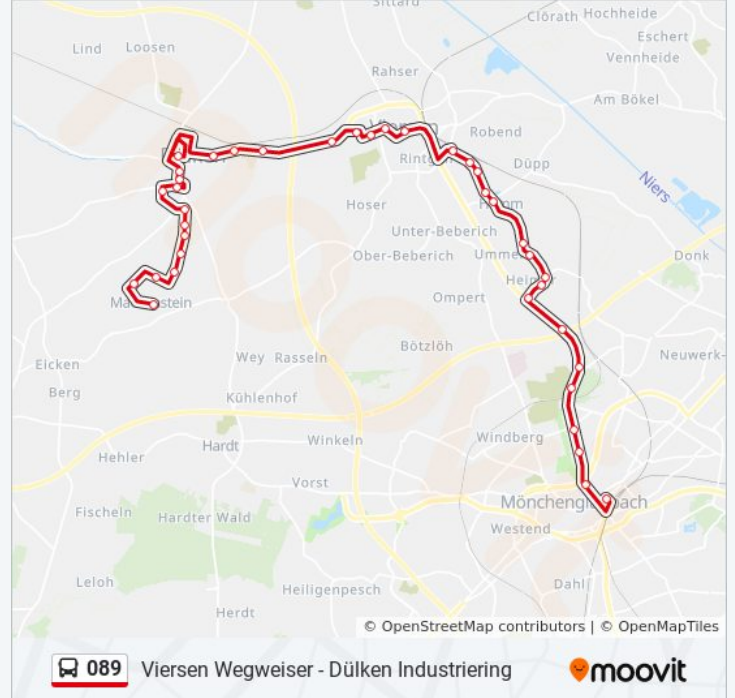 Sittard
Clörath Hochheide
Eschert
Lind Loosen
Vennheide
Rahser
Am Bökel
Robend
Düpp
Niers
Hoser
Unter-Beberich
Ober-Beberich
Donk
Ompert
Bötzlöh
Wey Rasseln
Neuwerk-
Eicken
Berg
Kühlenhof
Winkeln
Windberg
Hardt
Hehler
Vorst
Fischeln
Hardter Wald
Westend
Leloh
Heiligenpesch
Dahl
Herdt
© OpenStreetMap contributors | © OpenMapTiles
089 Viersen Wegweiser - Dülken Industriering
moovit